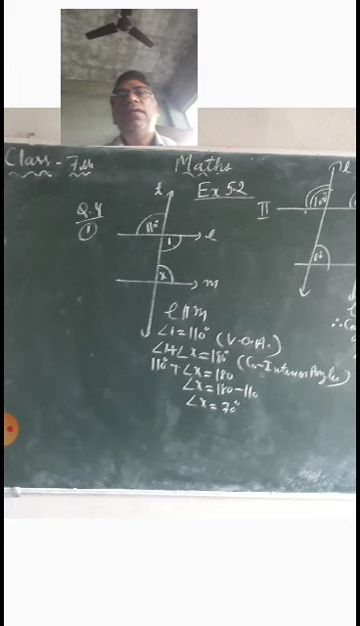 Class - 7th Maths
Ex 5.2
Q.4
①
t
110°
1
l
x
m
l || m
∠1 = 110° (V.O.A.)
∠1+∠x = 180° (Co-Interior Angles)
110° + ∠x = 180
∠x = 180 - 110
∠x = 70°
II
l
110°
∴